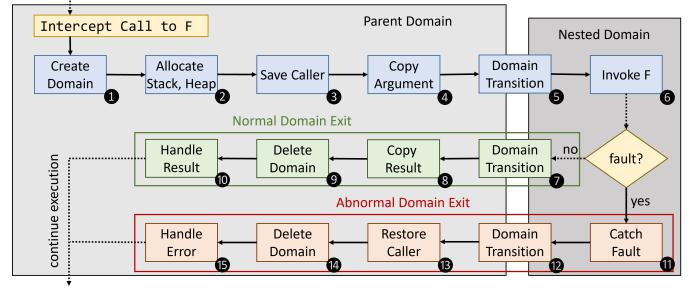 Parent Domain
Intercept Call to F
Nested Domain
Create
Domain
1
Allocate
Stack, Heap
2
Save Caller
3
Copy
Argument
4
Domain
Transition
5
Invoke F
6
Normal Domain Exit
Handle
Result
10
Delete
Domain
9
Copy
Result
8
Domain
Transition
7
no
fault?
yes
continue execution
Abnormal Domain Exit
Handle
Error
15
Delete
Domain
14
Restore
Caller
13
Domain
Transition
12
Catch
Fault
11